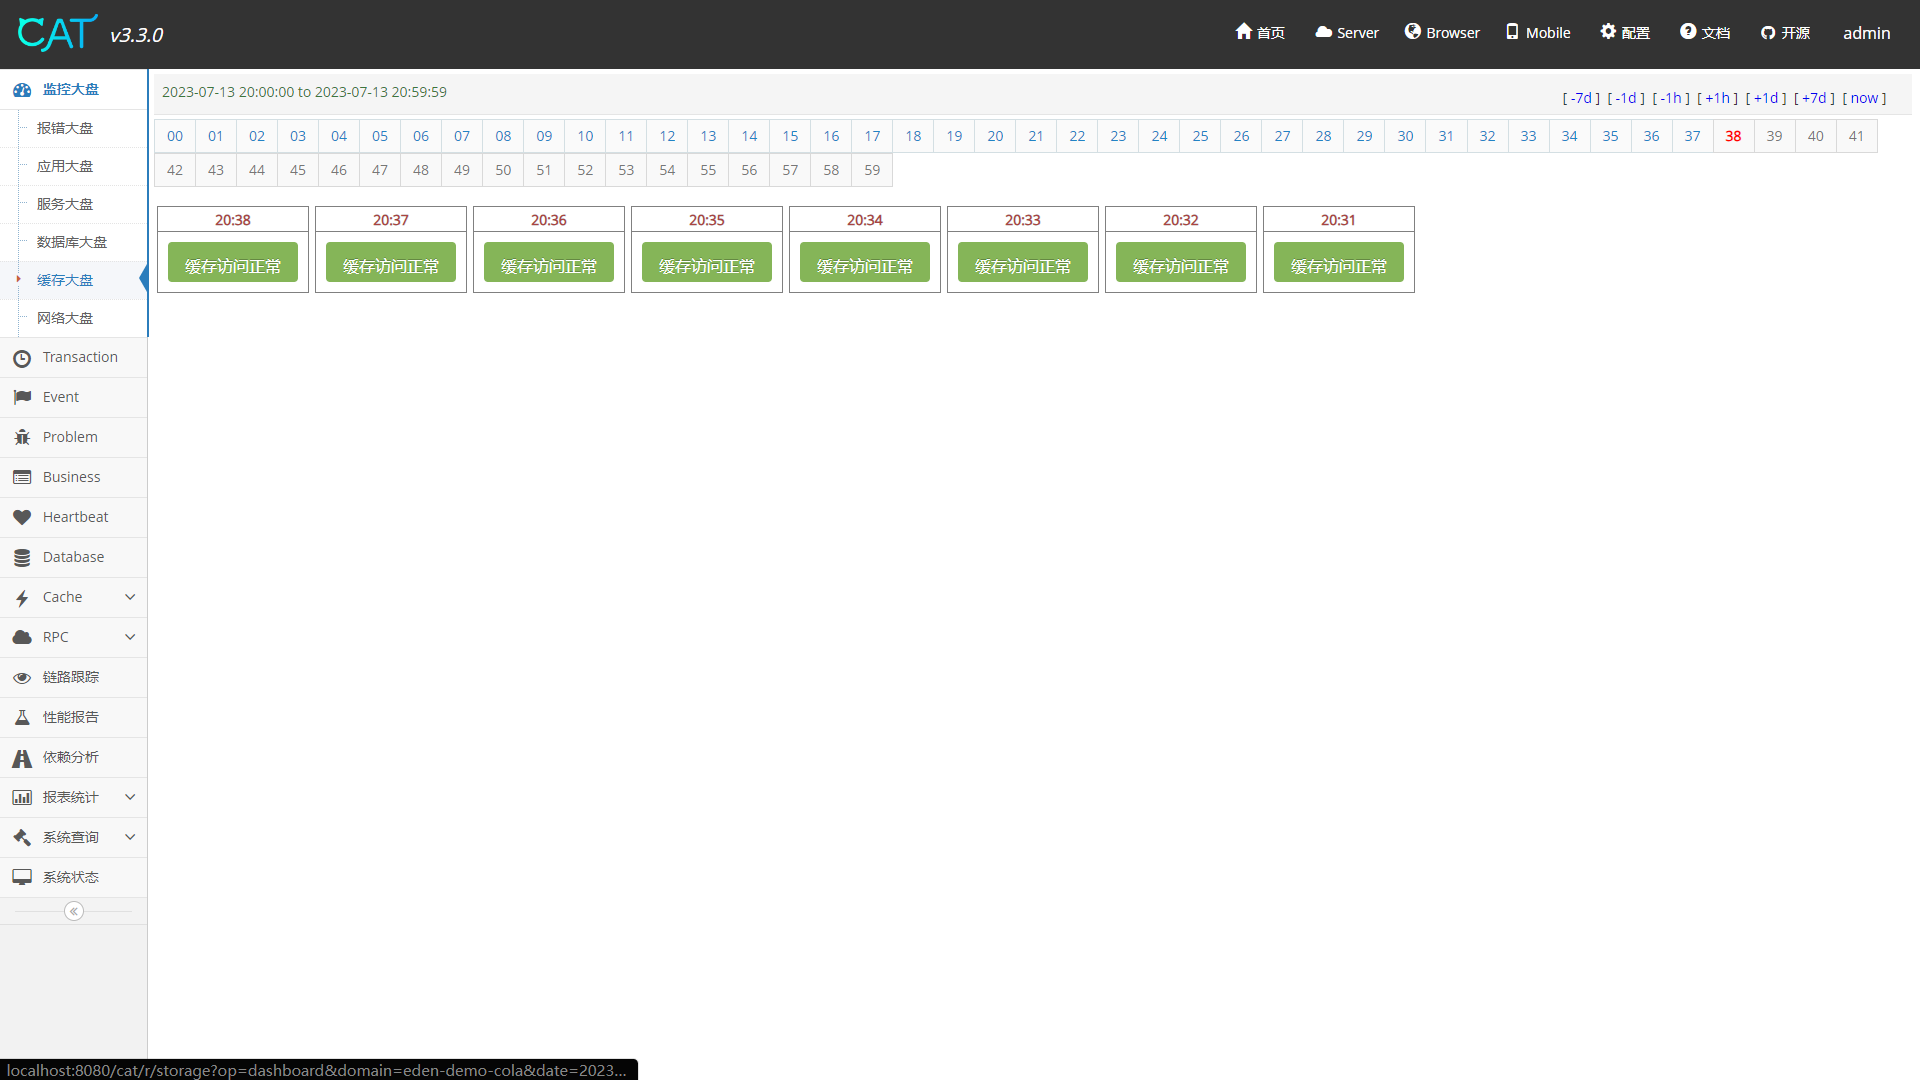 CAT v3.3.0
首页 Server Browser Mobile 配置 文档 开源 admin
监控大盘
报错大盘
应用大盘
服务大盘
数据库大盘
缓存大盘
网络大盘
Transaction
Event
Problem
Business
Heartbeat
Database
Cache
RPC
链路跟踪
性能报告
依赖分析
报表统计
系统查询
系统状态
2023-07-13 20:00:00 to 2023-07-13 20:59:59
[ -7d ] [ -1d ] [ -1h ] [ +1h ] [ +1d ] [ +7d ] [ now ]
00 01 02 03 04 05 06 07 08 09 10 11 12 13 14 15 16 17 18 19 20 21 22 23 24 25 26 27 28 29 30 31 32 33 34 35 36 37 38 39 40 41
42 43 44 45 46 47 48 49 50 51 52 53 54 55 56 57 58 59
20:38 20:37 20:36 20:35 20:34 20:33 20:32 20:31
缓存访问正常 缓存访问正常 缓存访问正常 缓存访问正常 缓存访问正常 缓存访问正常 缓存访问正常 缓存访问正常
localhost:8080/cat/r/storage?op=dashboard&domain=eden-demo-cola&date=2023...